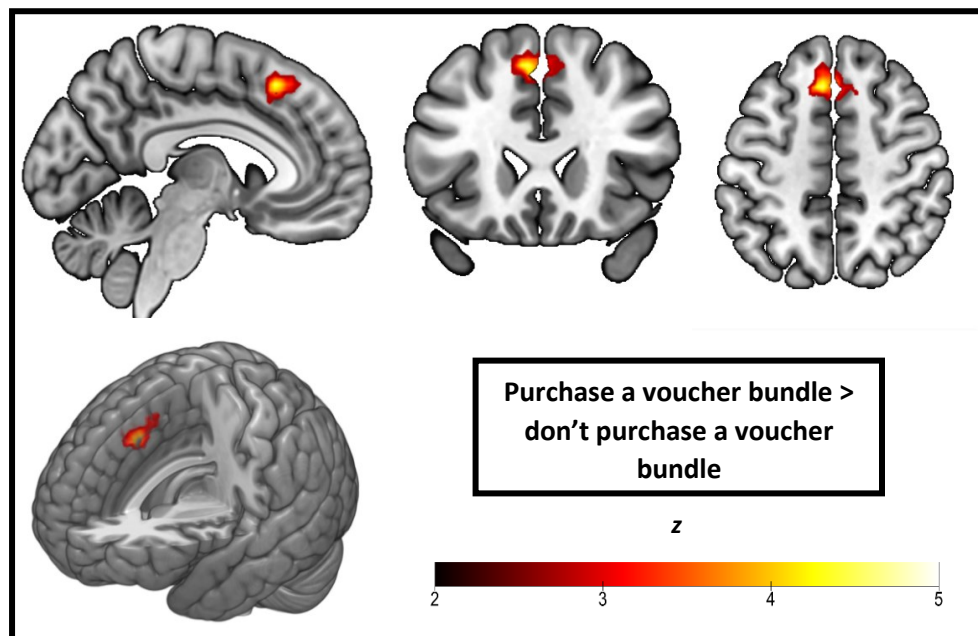 Purchase a voucher bundle >
don’t purchase a voucher
bundle
z
2 3 4 5